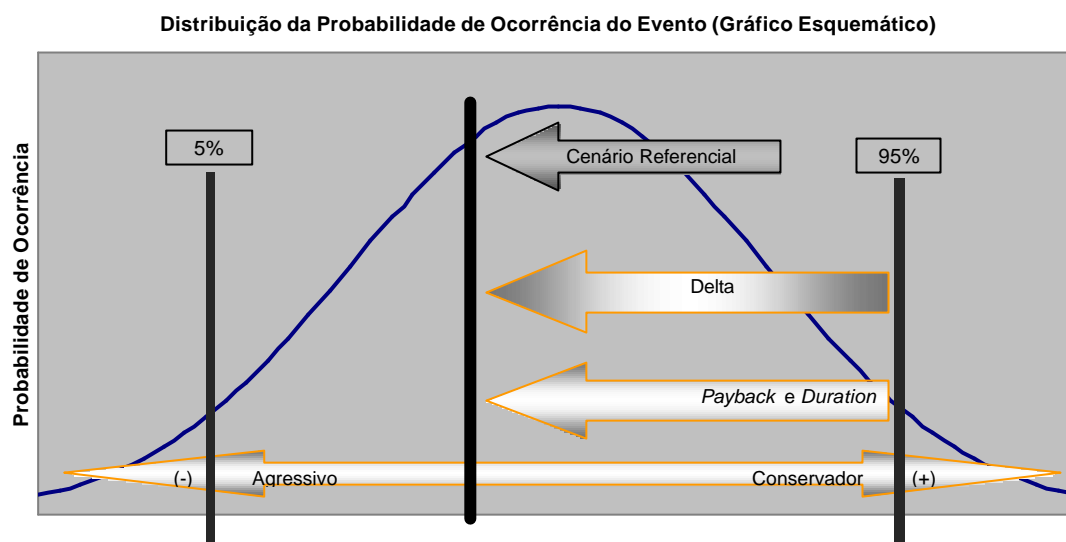 Distribuição da Probabilidade de Ocorrência do Evento (Gráfico Esquemático)
Probabilidade de Ocorrência
5%
Cenário Referencial
95%
Delta
Payback e Duration
(-) Agressivo
Conservador (+)